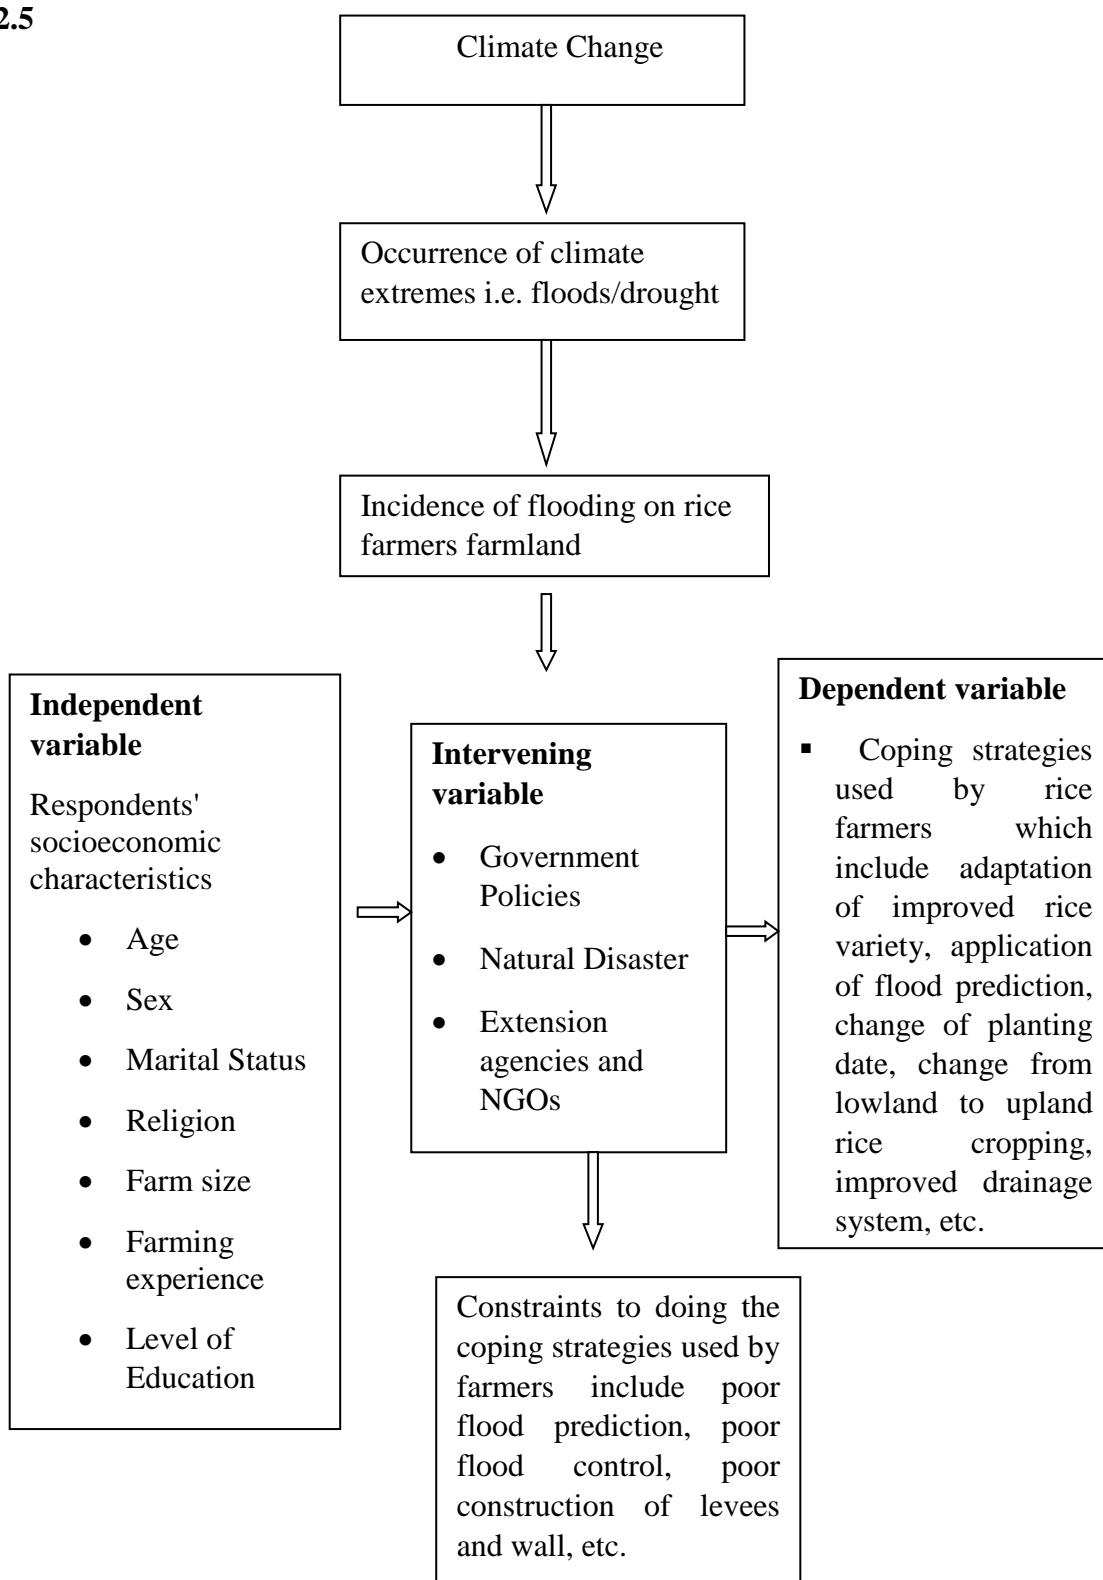 2.5
Climate Change
Occurrence of climate
extremes i.e. floods/drought
Incidence of flooding on rice
farmers farmland
Independent
variable
Respondents'
socioeconomic
characteristics
• Age
• Sex
• Marital Status
• Religion
• Farm size
• Farming
experience
• Level of
Education
Intervening
variable
• Government
Policies
• Natural Disaster
• Extension
agencies and
NGOs
Dependent variable
▪ Coping strategies
used by rice
farmers which
include adaptation
of improved rice
variety, application
of flood prediction,
change of planting
date, change from
lowland to upland
rice cropping,
improved drainage
system, etc.
Constraints to doing the
coping strategies used by
farmers include poor
flood prediction, poor
flood control, poor
construction of levees
and wall, etc.